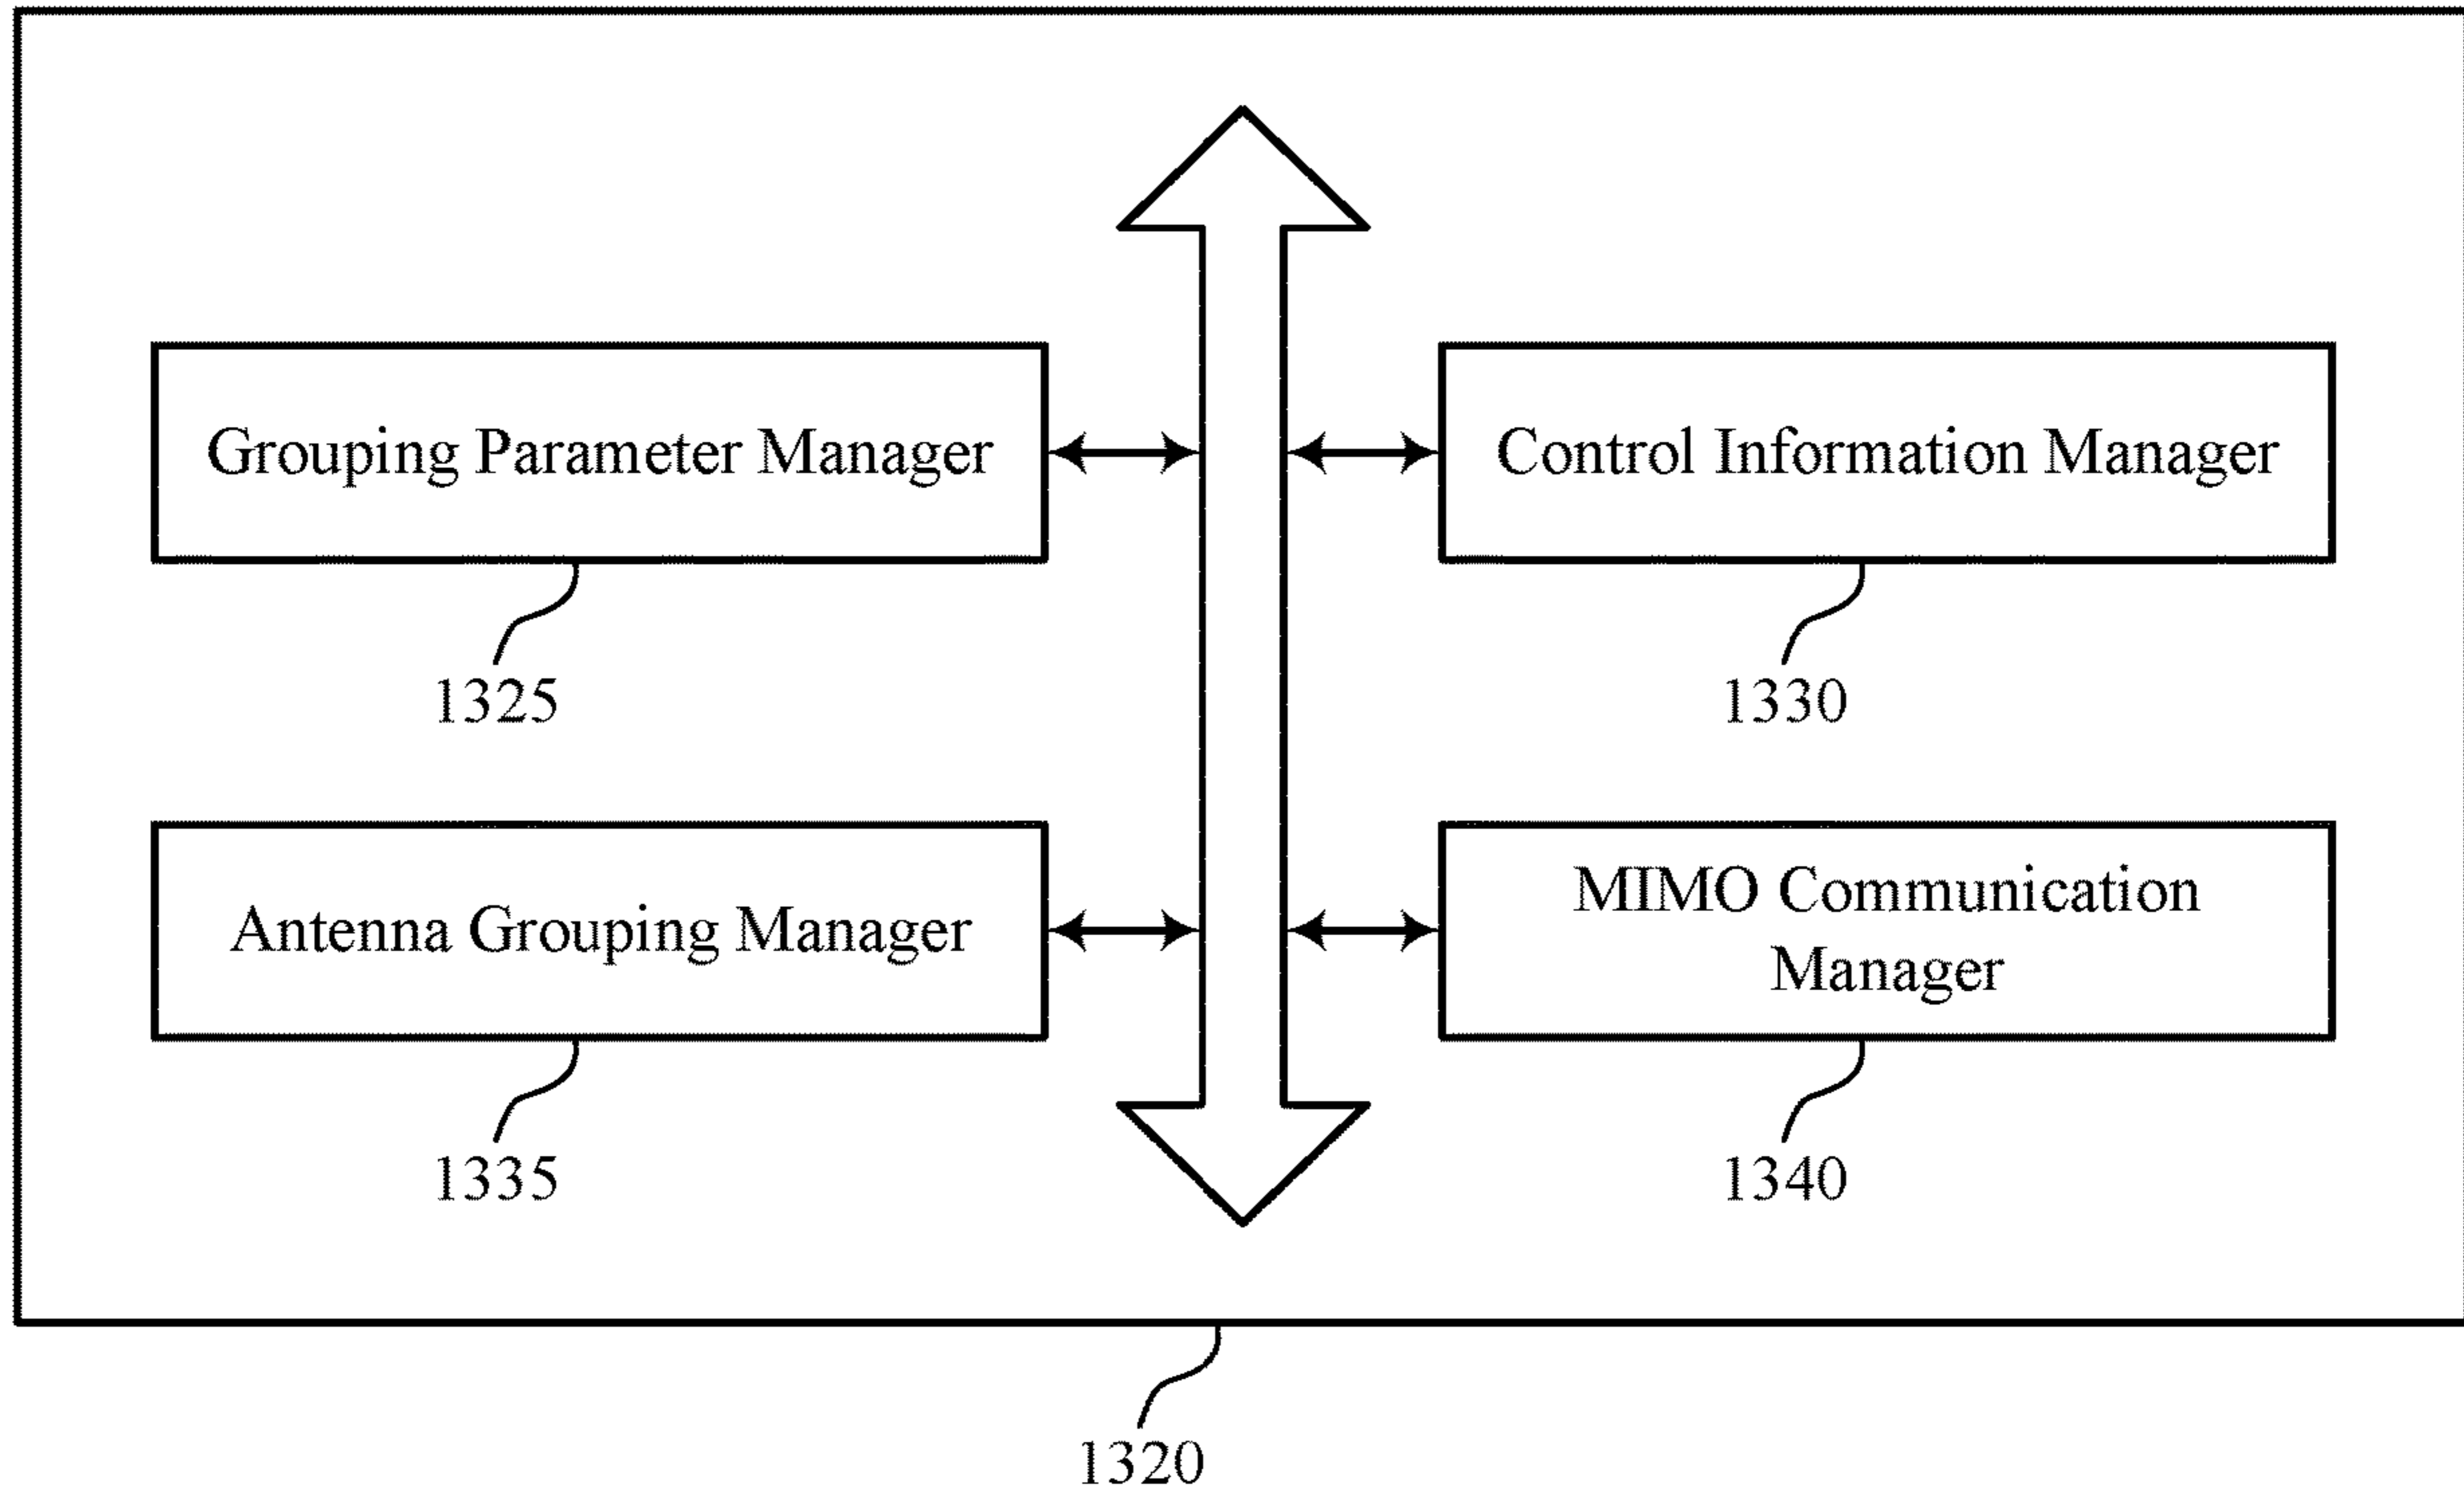 Grouping Parameter Manager
Control Information Manager
1325
1330
Antenna Grouping Manager
MIMO Communication
Manager
1335
1340
1320